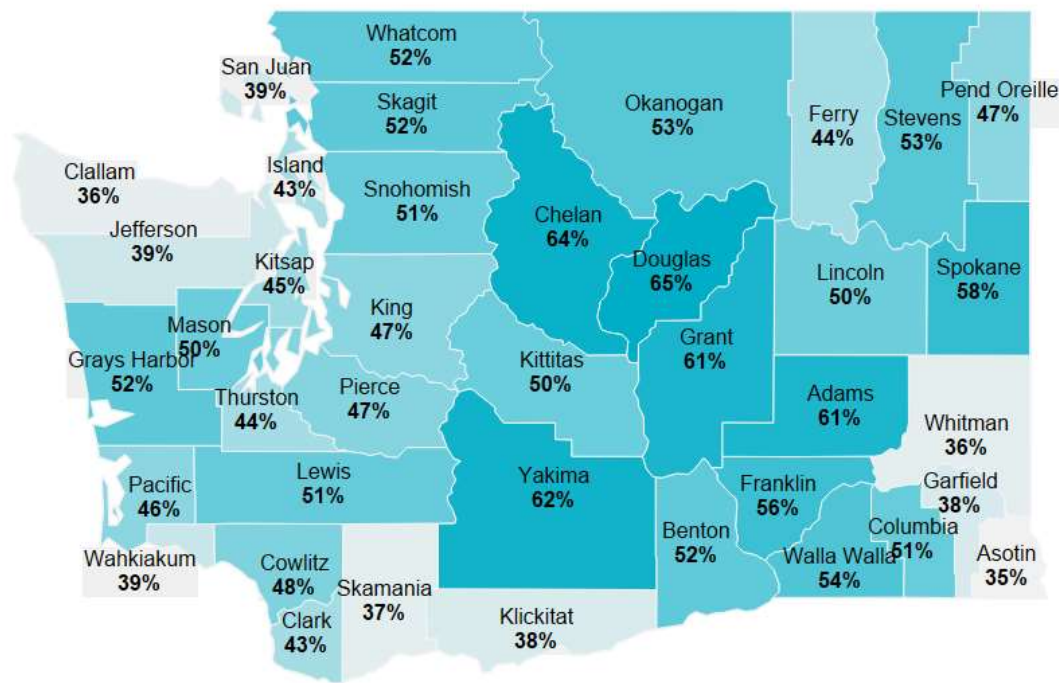 Whatcom
52%
San Juan
39%
Skagit
52%
Okanogan
53%
Ferry
44%
Stevens
53%
Pend Oreille
47%
Clallam
36%
Island
43%
Snohomish
51%
Chelan
64%
Jefferson
39%
Kitsap
45%
Douglas
65%
Lincoln
50%
Spokane
58%
King
47%
Mason
50%
Grays Harbor
52%
Grant
61%
Kittitas
50%
Thurston
44%
Pierce
47%
Adams
61%
Whitman
36%
Pacific
46%
Lewis
51%
Yakima
62%
Franklin
56%
Garfield
38%
Benton
52%
Columbia
51%
Walla Walla
54%
Asotin
35%
Wahkiakum
39%
Cowlitz
48%
Skamania
37%
Clark
43%
Klickitat
38%